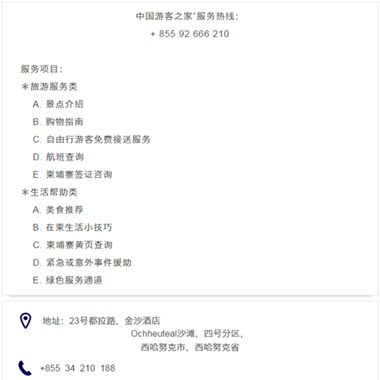 中国游客之家”服务热线：
+ 855 92 666 210
服务项目：
＊旅游服务类
A. 景点介绍
B. 购物指南
C. 自由行游客免费接送服务
D. 航班查询
E. 柬埔寨签证咨询
＊生活帮助类
A. 美食推荐
B. 在柬生活小技巧
C. 柬埔寨黄页查询
D. 紧急或意外事件援助
E. 绿色服务通道
地址：23号都拉路，金沙酒店
Ochheuteal沙滩，四号分区，
西哈努克市，西哈努克省
+855 34 210 188